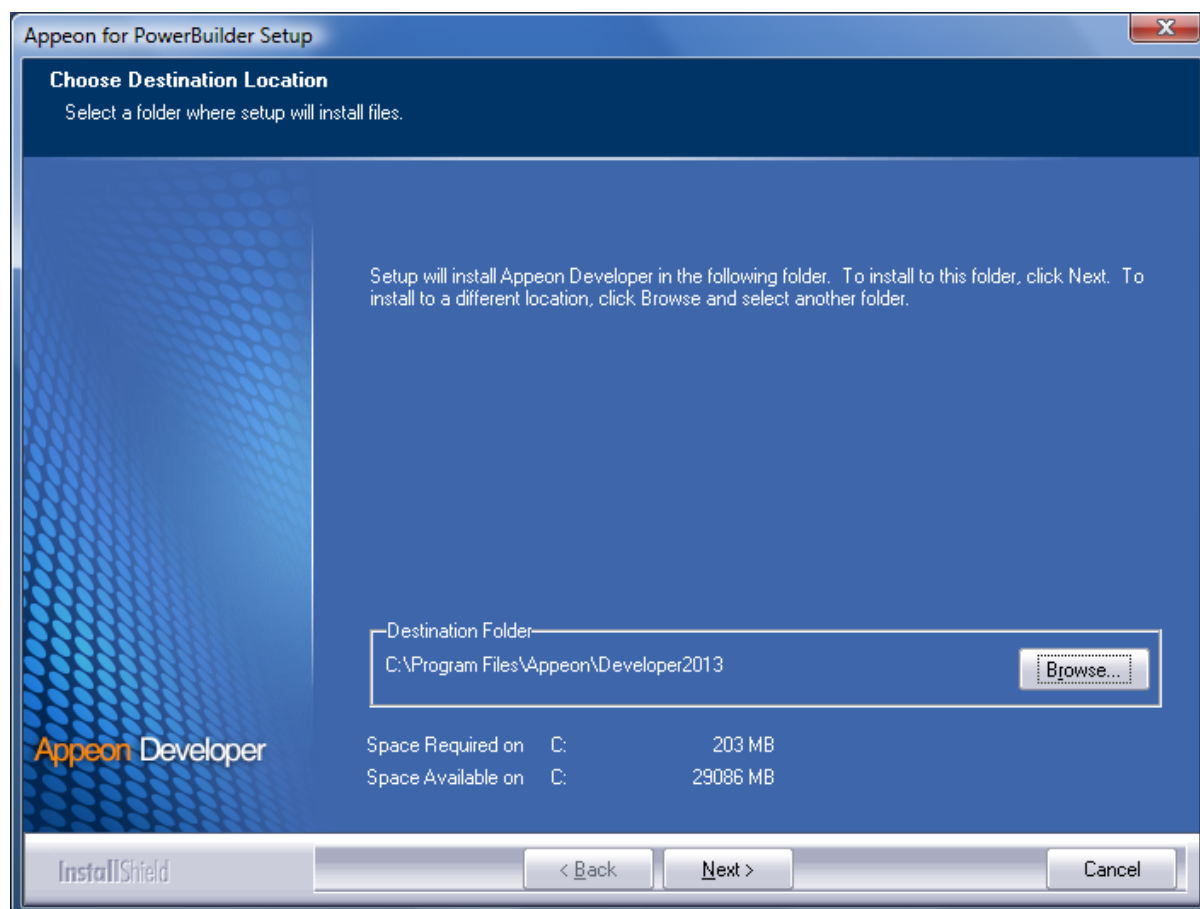 Appeon for PowerBuilder Setup
X
Choose Destination Location
Select a folder where setup will install files.
Setup will install Appeon Developer in the following folder. To install to this folder, click Next. To
install to a different location, click Browse and select another folder.
Destination Folder
C:\Program Files\Appeon\Developer2013
Browse...
Appeon Developer
Space Required on C: 203 MB
Space Available on C: 29086 MB
InstallShield
< Back
Next >
Cancel